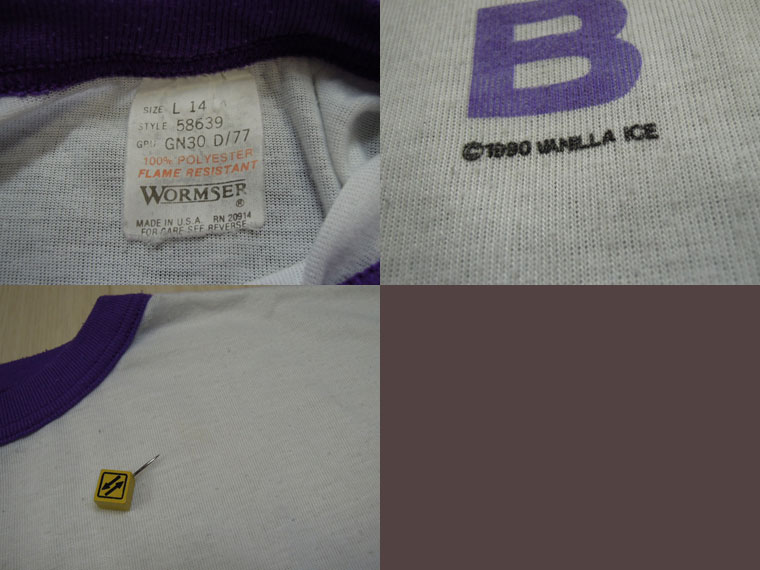 SIZE L 14
STYLE 58639
GPU GN30 D/77
100% POLYESTER
FLAME RESISTANT
WORMSER ®
MADE IN U.S.A. RN 20914
FOR CARE SEE REVERSE
B
©1990 VANILLA ICE